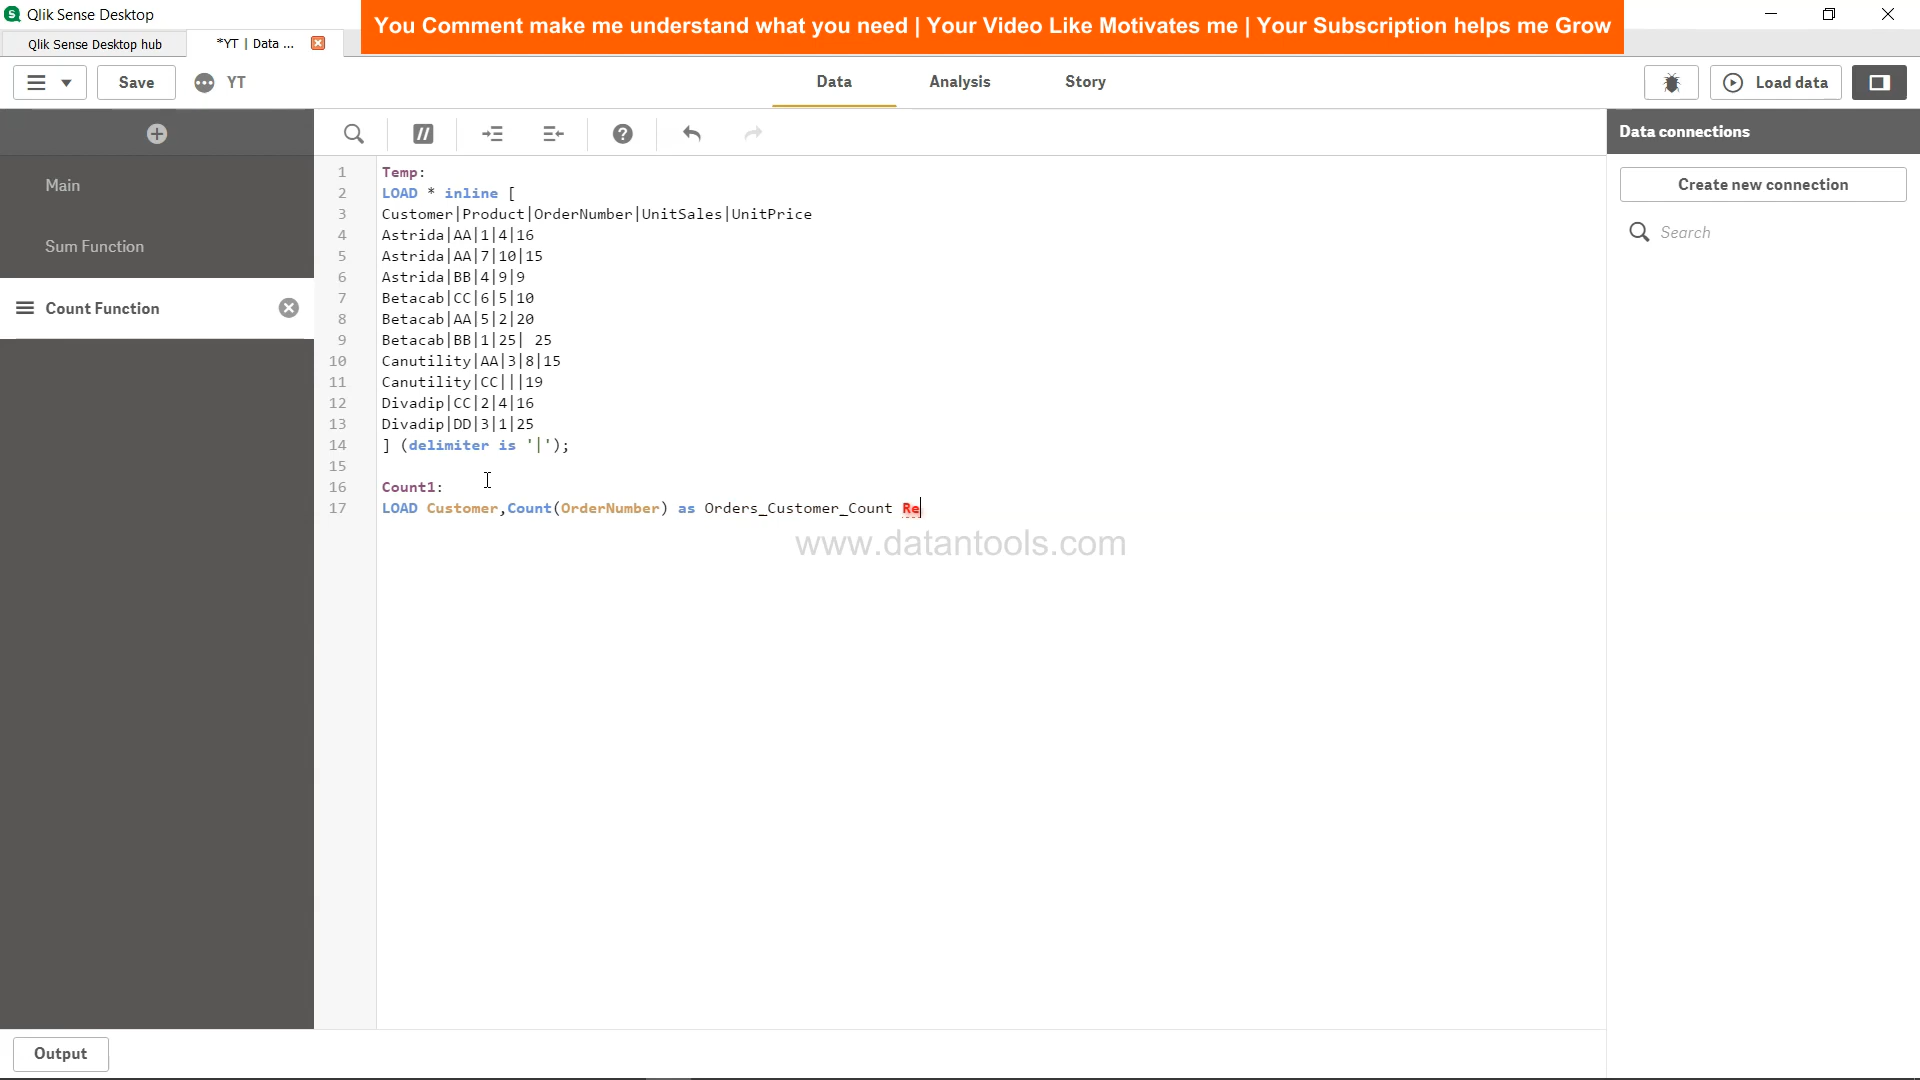 Qlik Sense Desktop
You Comment make me understand what you need | Your Video Like Motivates me | Your Subscription helps me Grow
Qlik Sense Desktop hub
*YT | Data ...
Save
YT
Data
Analysis
Story
Load data
Main
Sum Function
Count Function
1 Temp:
2 LOAD * inline [
3 Customer|Product|OrderNumber|UnitSales|UnitPrice
4 Astrida|AA|1|4|16
5 Astrida|AA|7|10|15
6 Astrida|BB|4|9|9
7 Betacab|CC|6|5|10
8 Betacab|AA|5|2|20
9 Betacab|BB|1|25| 25
10 Canutility|AA|3|8|15
11 Canutility|CC|||19
12 Divadip|CC|2|4|16
13 Divadip|DD|3|1|25
14 ] (delimiter is '|');
15
16 Count1:
17 LOAD Customer,Count(OrderNumber) as Orders_Customer_Count Re
www.datantools.com
Data connections
Create new connection
Search
Output